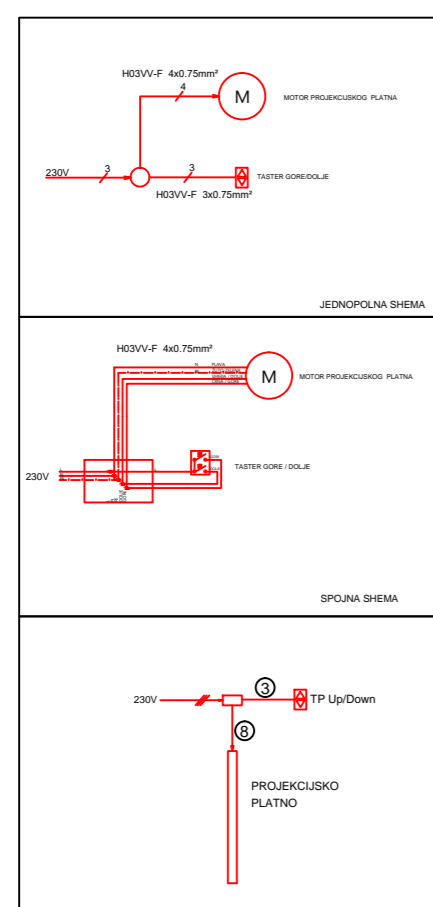 H03VV-F 4x0.75mm²
4
M
MOTOR PROJEKCIJSKOG PLATNA
230V
3
3
TASTER GORE/DOLJE
H03VV-F 3x0.75mm²
JEDNOPOLNA SHEMA
H03VV-F 4x0.75mm²
N PLAVA
M
MOTOR PROJEKCIJSKOG PLATNA
TASTER GORE / DOLJE
230V
SPOJNA SHEMA
3
230V
TP Up/Down
8
PROJEKCIJSKO
PLATNO